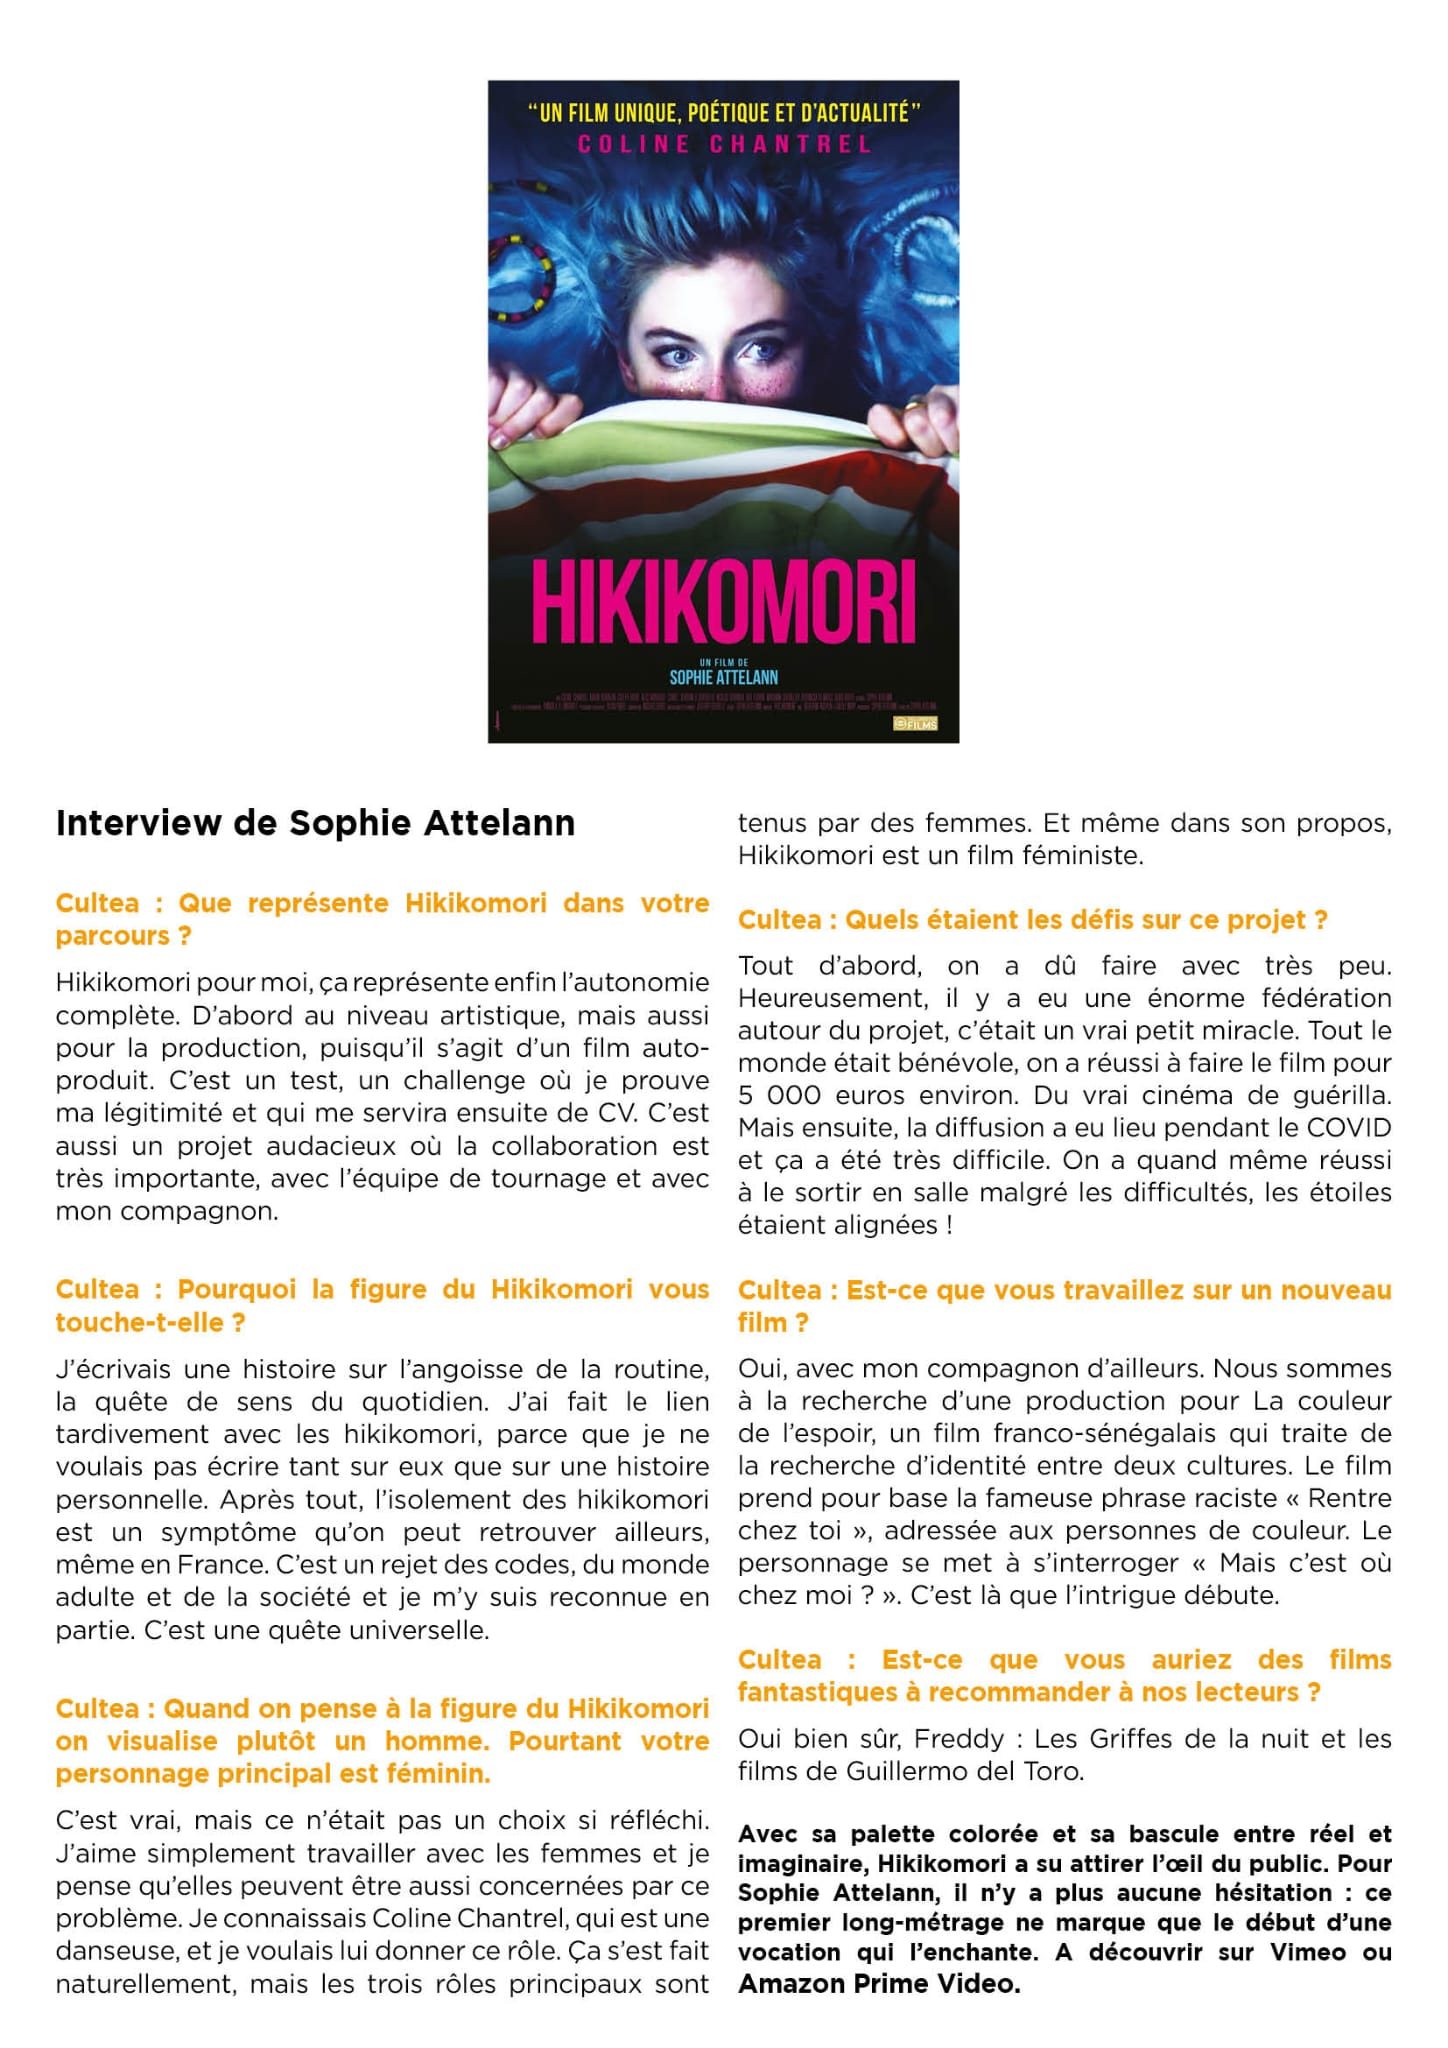 “UN FILM UNIQUE, POÉTIQUE ET D’ACTUALITÉ”
COLINE CHANTREL
HIKIKOMORI
UN FILM DE
SOPHIE ATTELANN
FILMS
Interview de Sophie Attelann
Cultea : Que représente Hikikomori dans votre
parcours ?
Hikikomori pour moi, ça représente enfin l’autonomie
complète. D’abord au niveau artistique, mais aussi
pour la production, puisqu’il s’agit d’un film auto-
produit. C’est un test, un challenge où je prouve
ma légitimité et qui me servira ensuite de CV. C’est
aussi un projet audacieux où la collaboration est
très importante, avec l’équipe de tournage et avec
mon compagnon.
Cultea : Pourquoi la figure du Hikikomori vous
touche-t-elle ?
J’écrivais une histoire sur l’angoisse de la routine,
la quête de sens du quotidien. J’ai fait le lien
tardivement avec les hikikomori, parce que je ne
voulais pas écrire tant sur eux que sur une histoire
personnelle. Après tout, l’isolement des hikikomori
est un symptôme qu’on peut retrouver ailleurs,
même en France. C’est un rejet des codes, du monde
adulte et de la société et je m’y suis reconnue en
partie. C’est une quête universelle.
Cultea : Quand on pense à la figure du Hikikomori
on visualise plutôt un homme. Pourtant votre
personnage principal est féminin.
C’est vrai, mais ce n’était pas un choix si réfléchi.
J’aime simplement travailler avec les femmes et je
pense qu’elles peuvent être aussi concernées par ce
problème. Je connaissais Coline Chantrel, qui est une
danseuse, et je voulais lui donner ce rôle. Ça s’est fait
naturellement, mais les trois rôles principaux sont
tenus par des femmes. Et même dans son propos,
Hikikomori est un film féministe.
Cultea : Quels étaient les défis sur ce projet ?
Tout d’abord, on a dû faire avec très peu.
Heureusement, il y a eu une énorme fédération
autour du projet, c’était un vrai petit miracle. Tout le
monde était bénévole, on a réussi à faire le film pour
5 000 euros environ. Du vrai cinéma de guérilla.
Mais ensuite, la diffusion a eu lieu pendant le COVID
et ça a été très difficile. On a quand même réussi
à le sortir en salle malgré les difficultés, les étoiles
étaient alignées !
Cultea : Est-ce que vous travaillez sur un nouveau
film ?
Oui, avec mon compagnon d’ailleurs. Nous sommes
à la recherche d’une production pour La couleur
de l’espoir, un film franco-sénégalais qui traite de
la recherche d’identité entre deux cultures. Le film
prend pour base la fameuse phrase raciste « Rentre
chez toi », adressée aux personnes de couleur. Le
personnage se met à s’interroger « Mais c’est où
chez moi ? ». C’est là que l’intrigue débute.
Cultea : Est-ce que vous auriez des films
fantastiques à recommander à nos lecteurs ?
Oui bien sûr, Freddy : Les Griffes de la nuit et les
films de Guillermo del Toro.
Avec sa palette colorée et sa bascule entre réel et
imaginaire, Hikikomori a su attirer l’œil du public. Pour
Sophie Attelann, il n’y a plus aucune hésitation : ce
premier long-métrage ne marque que le début d’une
vocation qui l’enchante. A découvrir sur Vimeo ou
Amazon Prime Video.